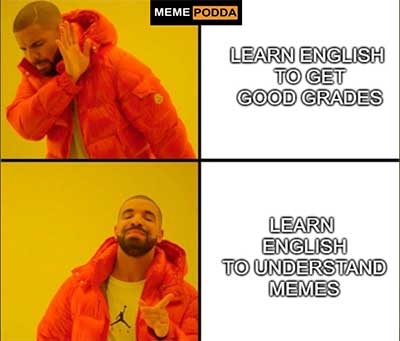 MEME PODDA
LEARN ENGLISH
TO GET
GOOD GRADES
LEARN
ENGLISH
TO UNDERSTAND
MEMES